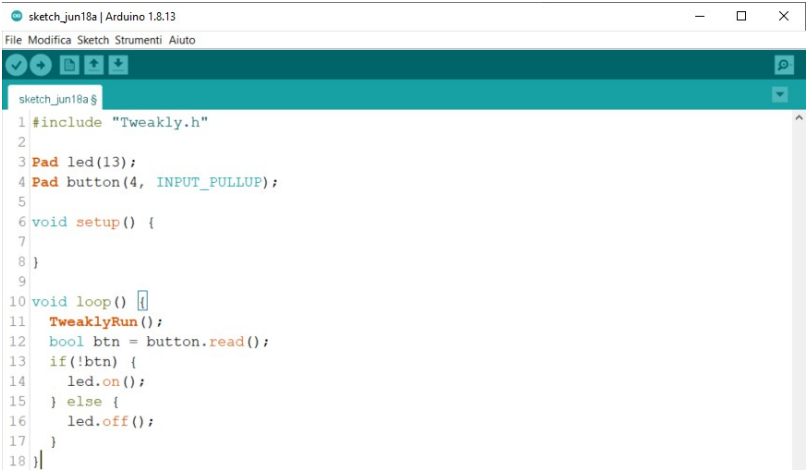 sketch_jun18a | Arduino 1.8.13
File Modifica Sketch Strumenti Aiuto
sketch_jun18a §
1 #include "Tweakly.h"
2
3 Pad led(13);
4 Pad button(4, INPUT_PULLUP);
5
6 void setup() {
7
8 }
9
10 void loop() {
11   TweaklyRun();
12   bool btn = button.read();
13   if(!btn) {
14     led.on();
15   } else {
16     led.off();
17   }
18 }